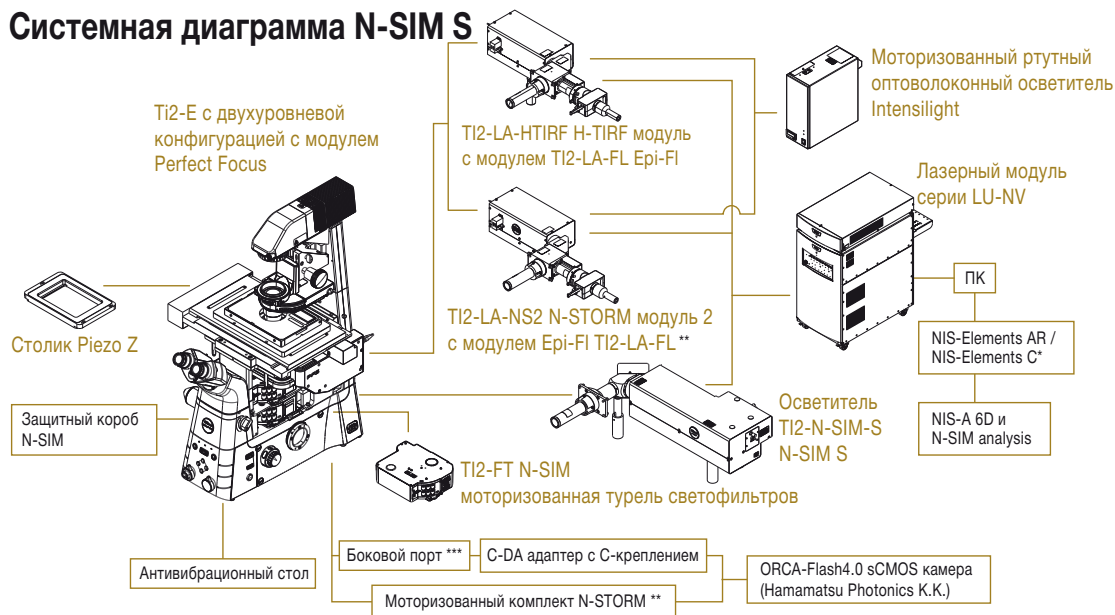 Системная диаграмма N-SIM S
Ti2-E с двухуровневой
конфигурацией с модулем
Perfect Focus
TI2-LA-HTIRF H-TIRF модуль
с модулем TI2-LA-FL Epi-Fl
Моторизованный ртутный
оптоволоконный осветитель
Intensilight
Лазерный модуль
серии LU-NV
Столик Piezo Z
TI2-LA-NS2 N-STORM модуль 2
с модулем Epi-Fl TI2-LA-FL **
ПК
NIS-Elements AR /
NIS-Elements C*
NIS-A 6D и
N-SIM analysis
Защитный короб
N-SIM
Осветитель
TI2-N-SIM-S
N-SIM S
TI2-FT N-SIM
моторизованная турель светофильтров
Антивибрационный стол
Боковой порт ***
C-DA адаптер с C-креплением
Моторизованный комплект N-STORM **
ORCA-Flash4.0 sCMOS камера
(Hamamatsu Photonics K.K.)